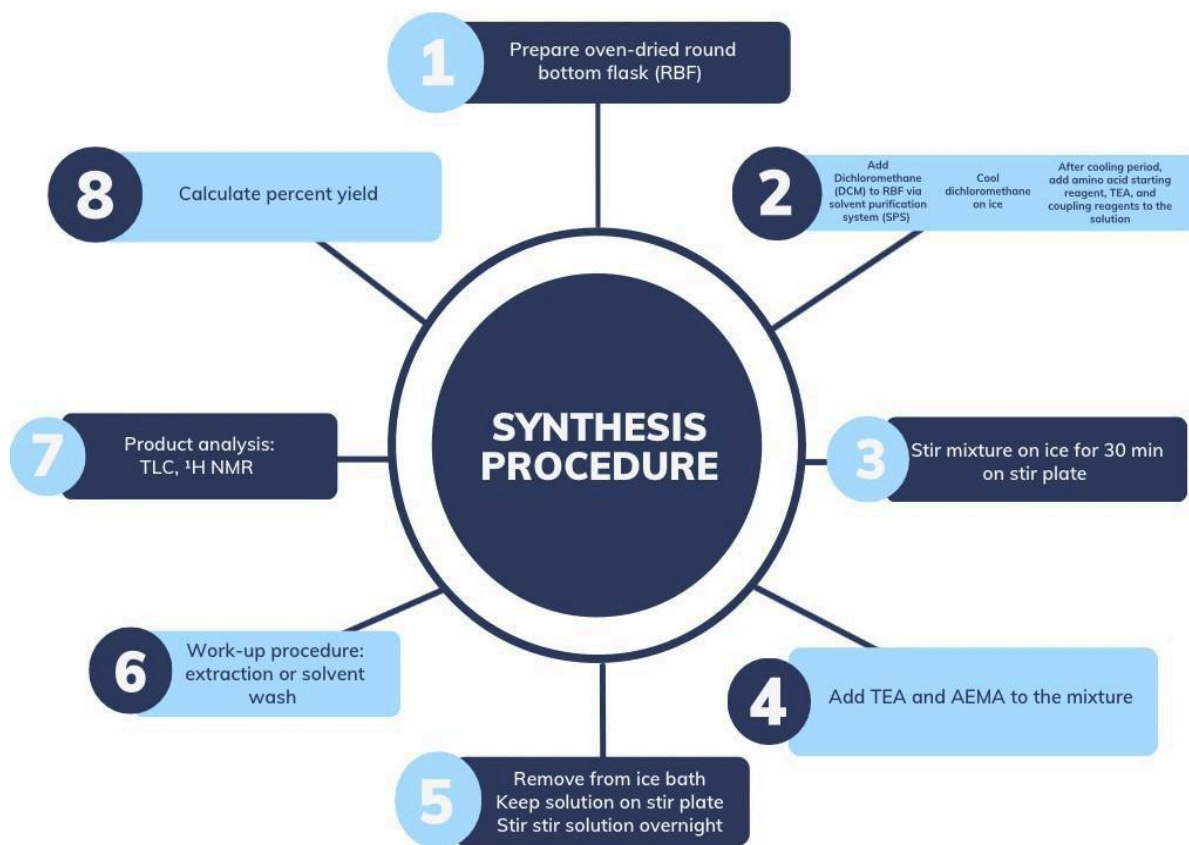 SYNTHESIS
PROCEDURE
1
Prepare oven-dried round
bottom flask (RBF)
2
Add
Dichloromethane
(DCM) to RBF via
solvent purification
system (SPS)
Cool
dichloromethane
on ice
After cooling period,
add amino acid starting
reagent, TEA, and
coupling reagents to the
solution
3
Stir mixture on ice for 30 min
on stir plate
4
Add TEA and AEMA to the mixture
5
Remove from ice bath
Keep solution on stir plate
Stir stir solution overnight
6
Work-up procedure:
extraction or solvent
wash
7
Product analysis:
TLC, ¹H NMR
8
Calculate percent yield